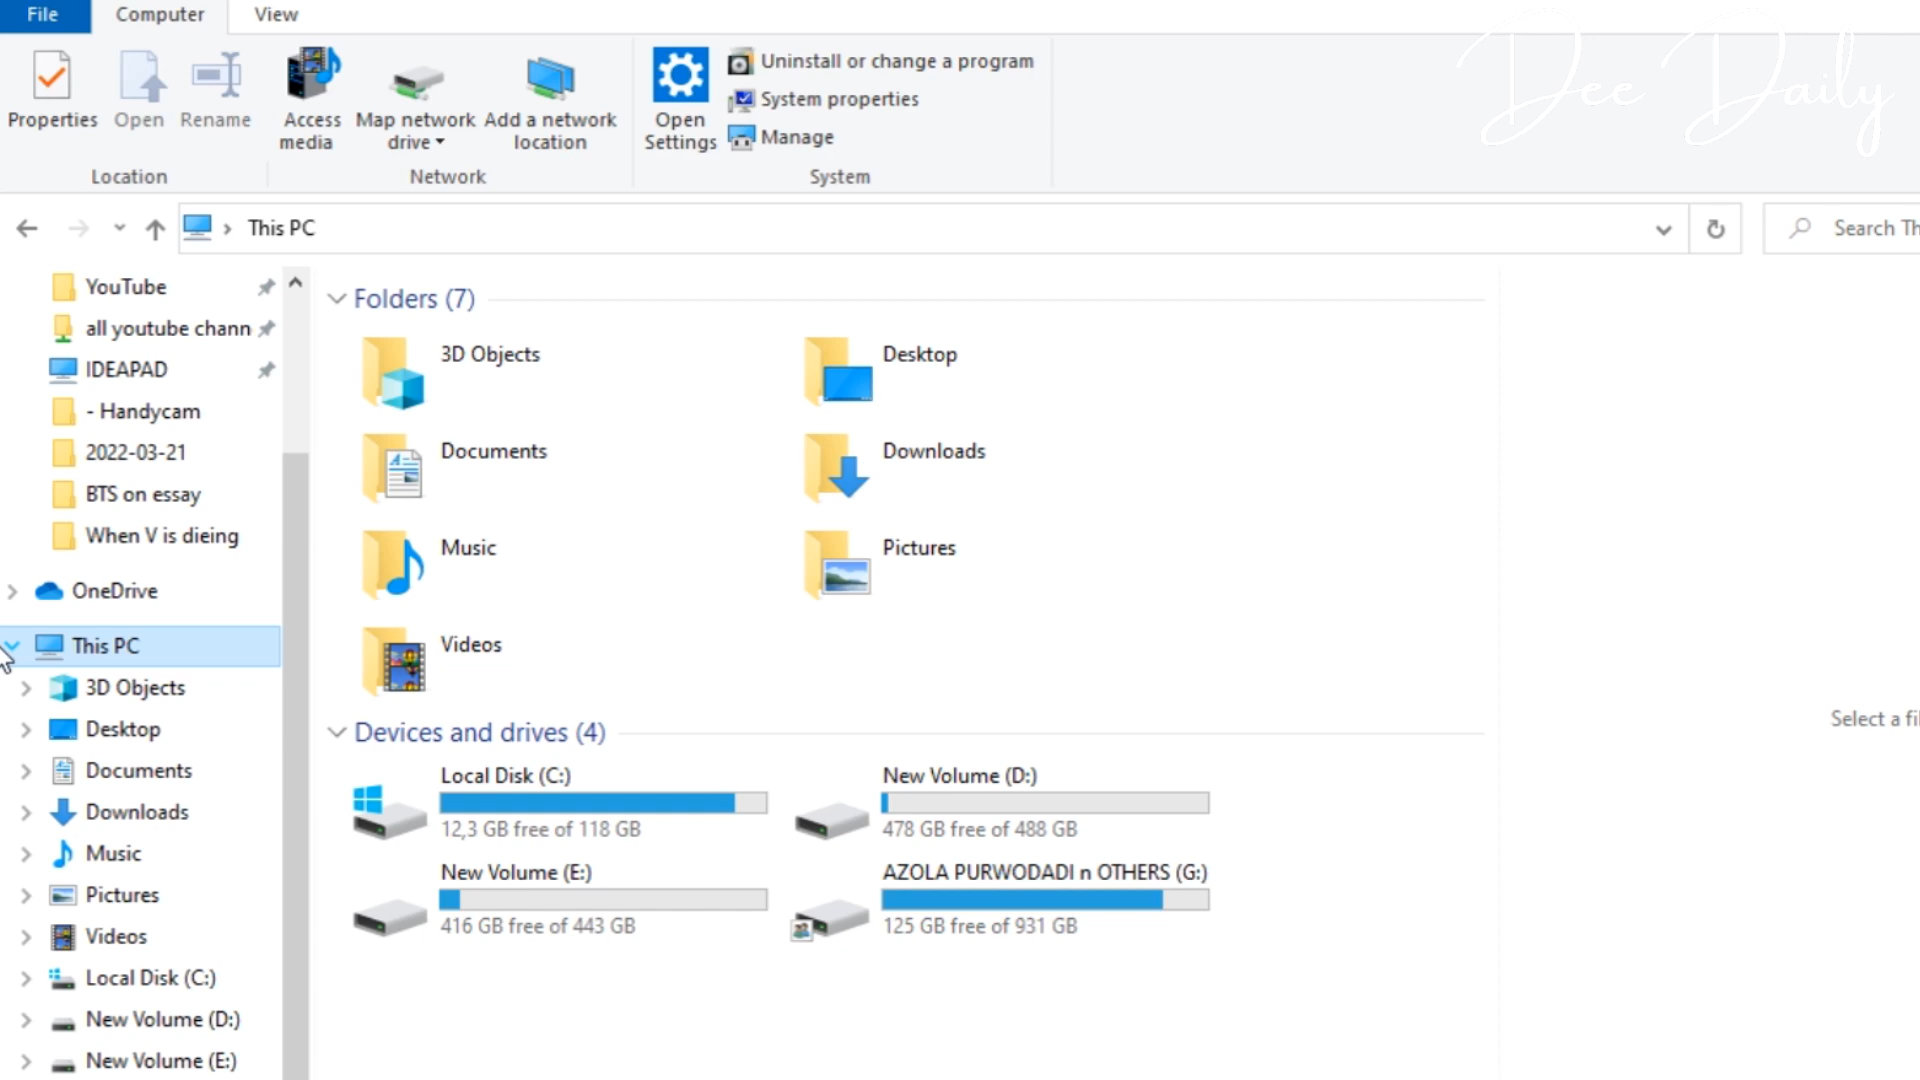 File Computer View
Dee Daily
Properties Open Rename Access media Map network drive Add a network location Open Settings
Uninstall or change a program
System properties
Manage
Location Network System
This PC
Search Th
YouTube
all youtube chann
IDEAPAD
- Handycam
2022-03-21
BTS on essay
When V is dieing
OneDrive
This PC
3D Objects
Desktop
Documents
Downloads
Music
Pictures
Videos
Local Disk (C:)
New Volume (D:)
New Volume (E:)
Folders (7)
3D Objects
Desktop
Documents
Downloads
Music
Pictures
Videos
Devices and drives (4)
Local Disk (C:)
12,3 GB free of 118 GB
New Volume (D:)
478 GB free of 488 GB
New Volume (E:)
416 GB free of 443 GB
AZOLA PURWODADI n OTHERS (G:)
125 GB free of 931 GB
Select a fil